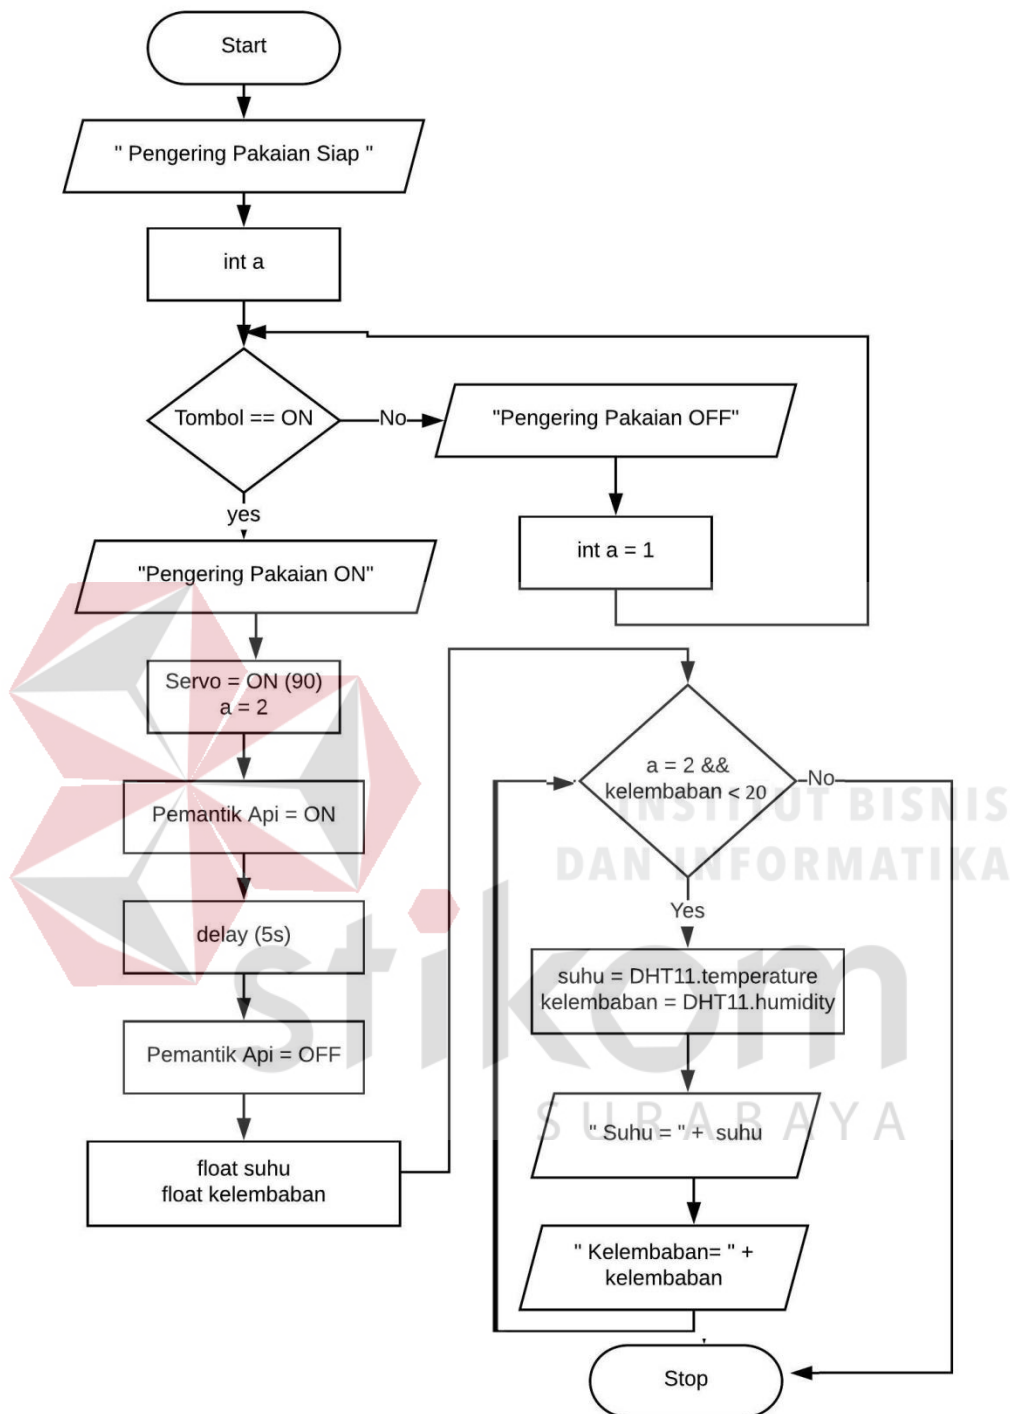 Start
" Pengering Pakaian Siap "
int a
Tombol == ON
No
"Pengering Pakaian OFF"
int a = 1
yes
"Pengering Pakaian ON"
Servo = ON (90)
a = 2
Pemantik Api = ON
delay (5s)
Pemantik Api = OFF
float suhu
float kelembaban
a = 2 &&
kelembaban < 20
No
Yes
suhu = DHT11.temperature
kelembaban = DHT11.humidity
" Suhu = " + suhu
" Kelembaban= " +
kelembaban
Stop
INSTITUT BISNIS
DAN INFORMATIKA
stikom
SURABAYA